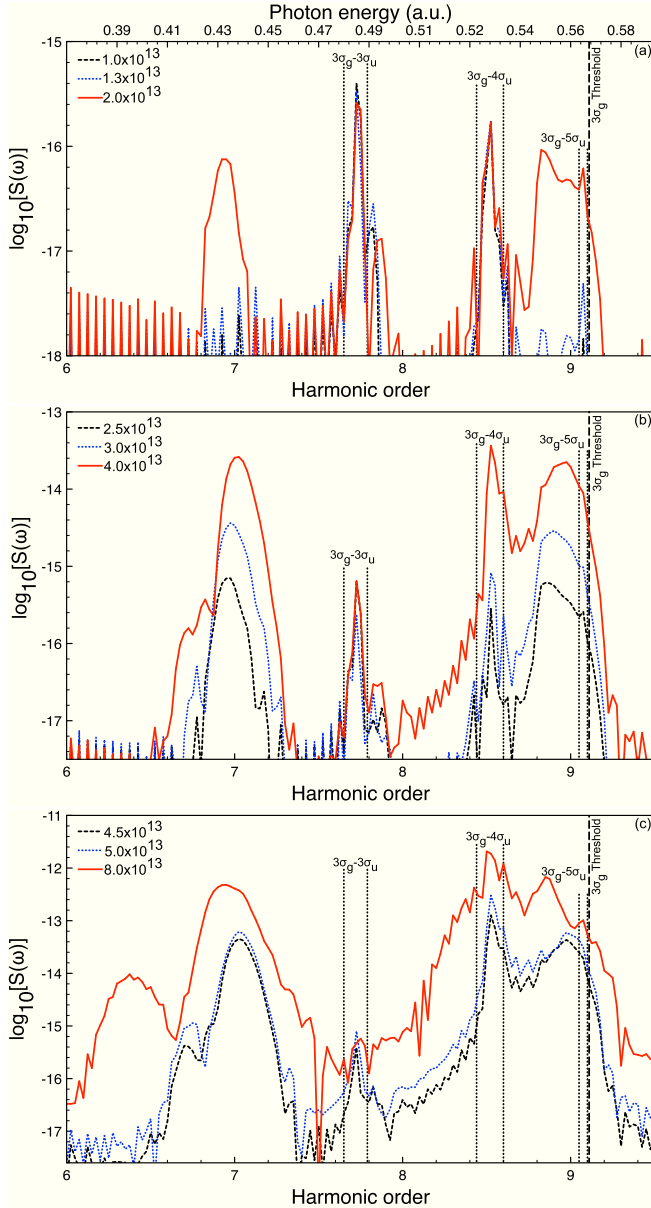 Photon energy (a.u.)
0.39 0.41 0.43 0.45 0.47 0.49 0.51 0.53 0.54 0.56 0.58
-15
-16
-17
-18
log10[S(ω)]
1.0x10^13
1.3x10^13
2.0x10^13
3σg-3σu
3σg-4σu
3σg-5σu
3σg Threshold
(a)
6 7 8 9
Harmonic order
-13
-14
-15
-16
-17
log10[S(ω)]
2.5x10^13
3.0x10^13
4.0x10^13
3σg-3σu
3σg-4σu
3σg-5σu
3σg Threshold
(b)
6 7 8 9
Harmonic order
-11
-12
-13
-14
-15
-16
-17
log10[S(ω)]
4.5x10^13
5.0x10^13
8.0x10^13
3σg-3σu
3σg-4σu
3σg-5σu
3σg Threshold
(c)
6 7 8 9
Harmonic order